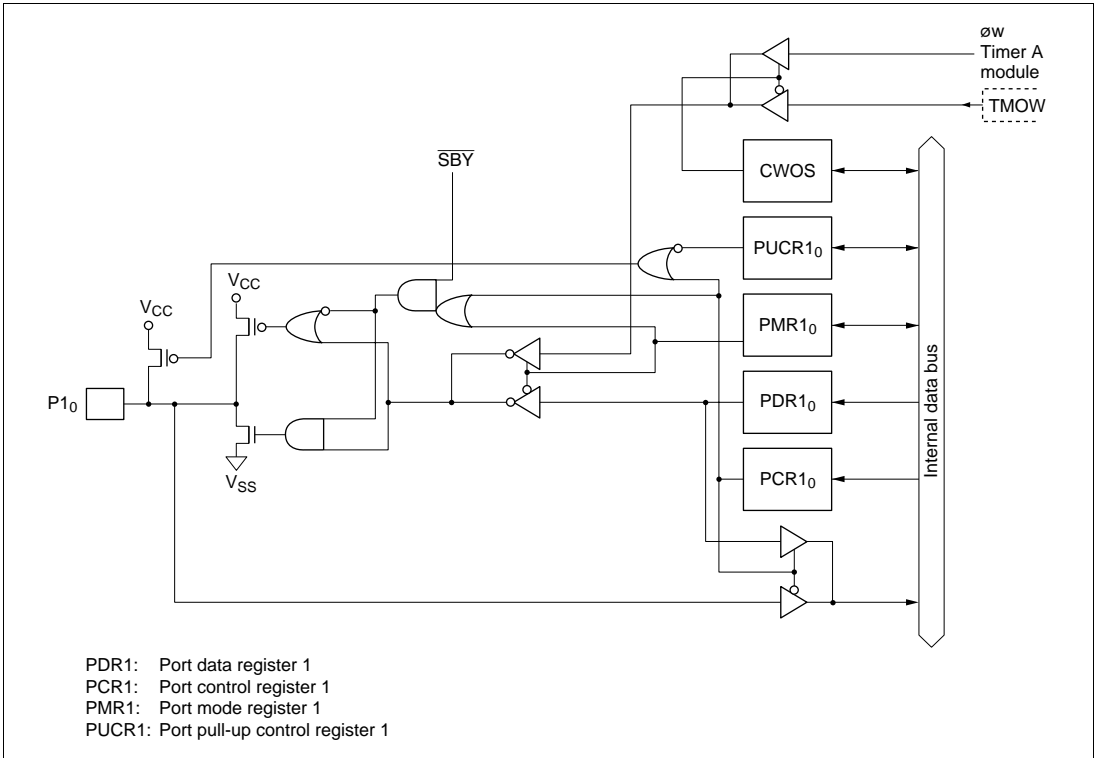 øw
Timer A
module
TMOW
SBY
CWOS
PUCR1₀
VCC
VCC
PMR1₀
PDR1₀
P1₀
Internal data bus
VSS
PCR1₀
PDR1: Port data register 1
PCR1: Port control register 1
PMR1: Port mode register 1
PUCR1: Port pull-up control register 1